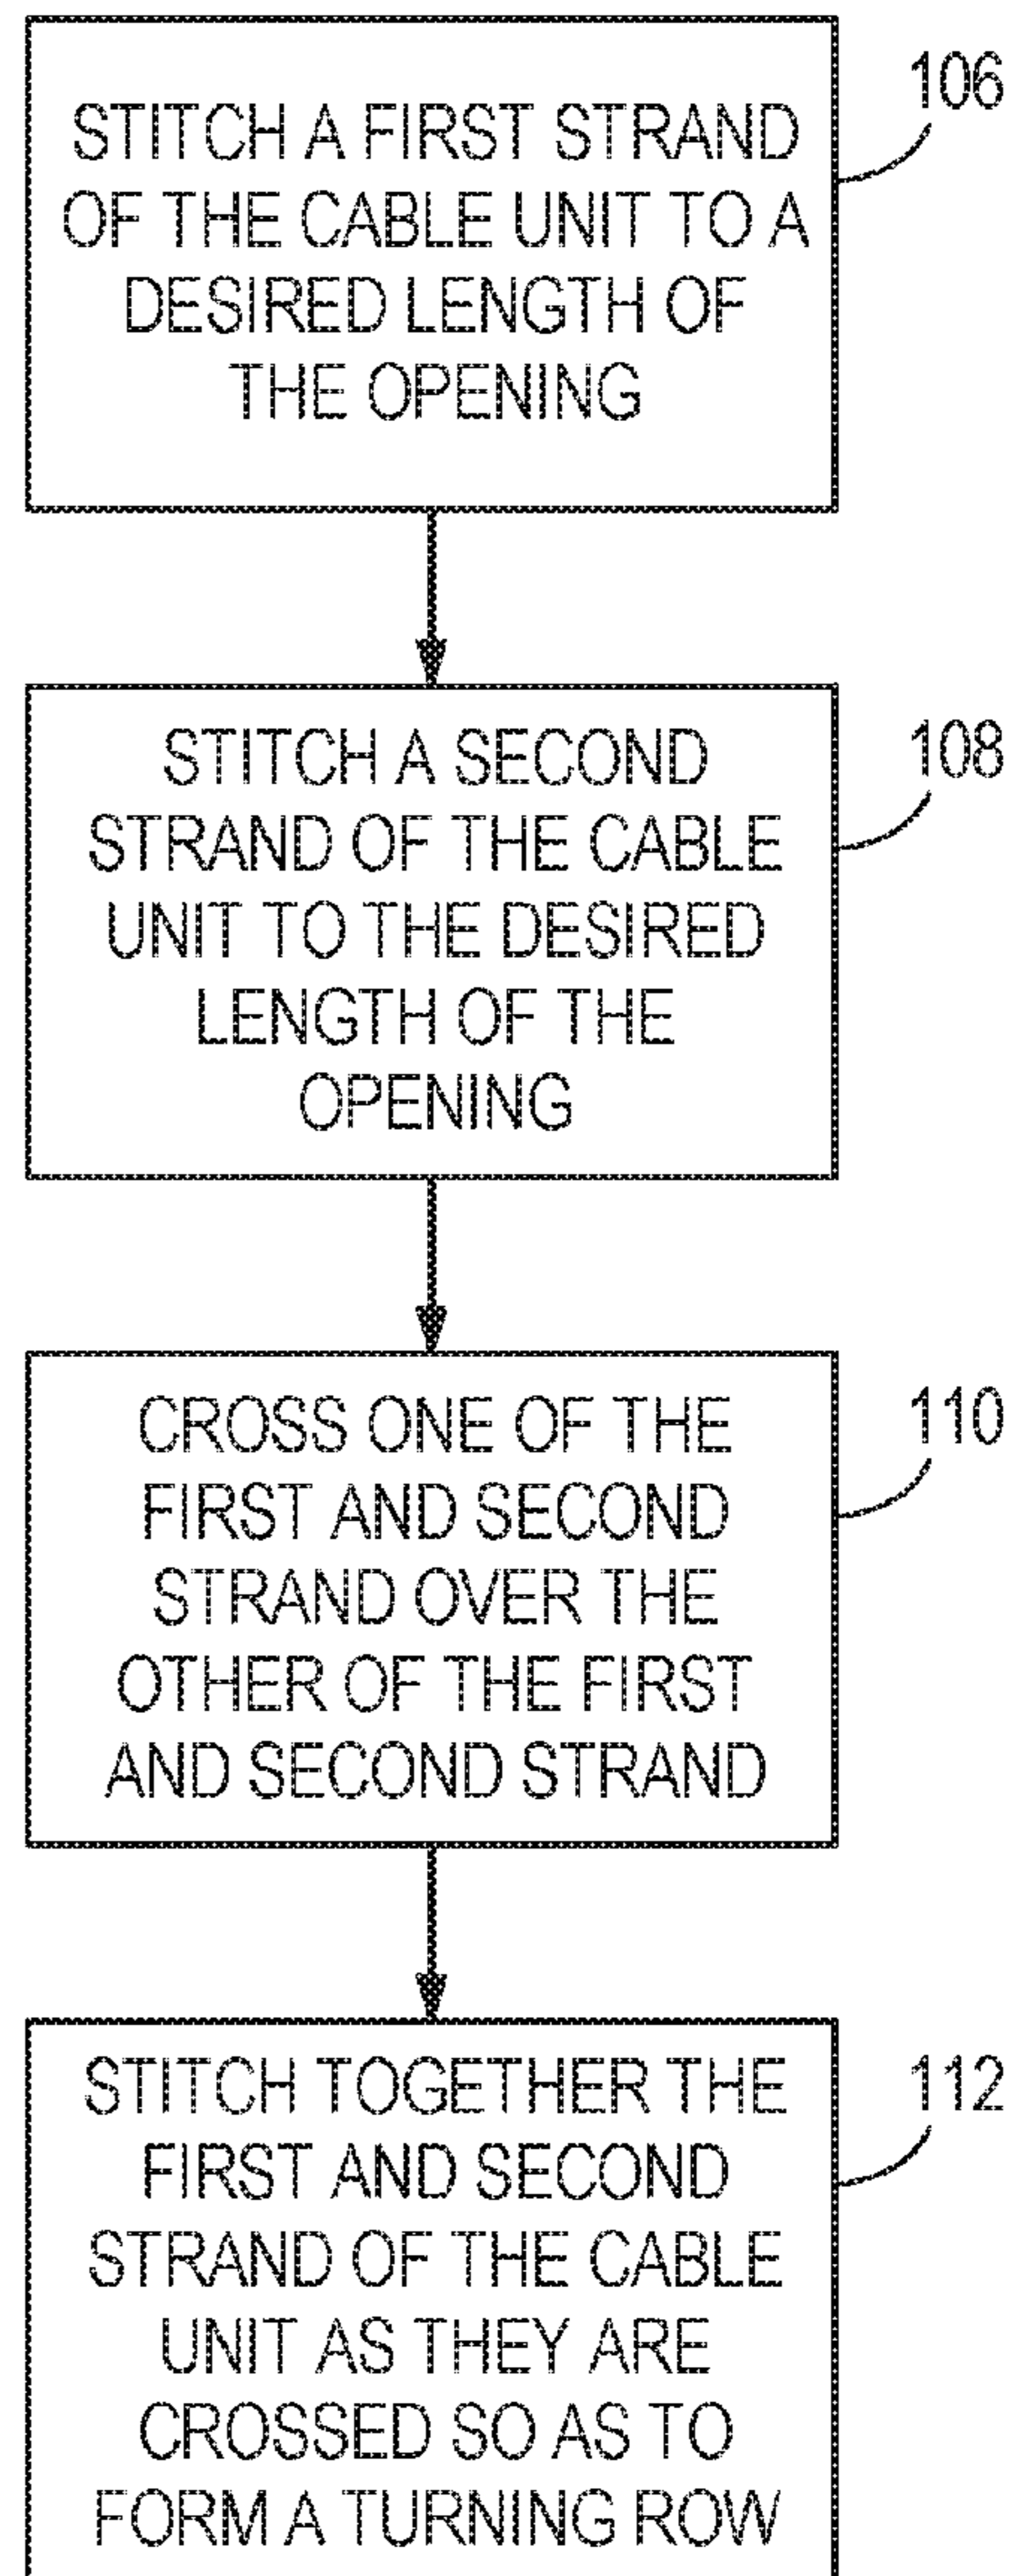 STITCH A FIRST STRAND
OF THE CABLE UNIT TO A
DESIRED LENGTH OF
THE OPENING
106
STITCH A SECOND
STRAND OF THE CABLE
UNIT TO THE DESIRED
LENGTH OF THE
OPENING
108
CROSS ONE OF THE
FIRST AND SECOND
STRAND OVER THE
OTHER OF THE FIRST
AND SECOND STRAND
110
STITCH TOGETHER THE
FIRST AND SECOND
STRAND OF THE CABLE
UNIT AS THEY ARE
CROSSED SO AS TO
FORM A TURNING ROW
112